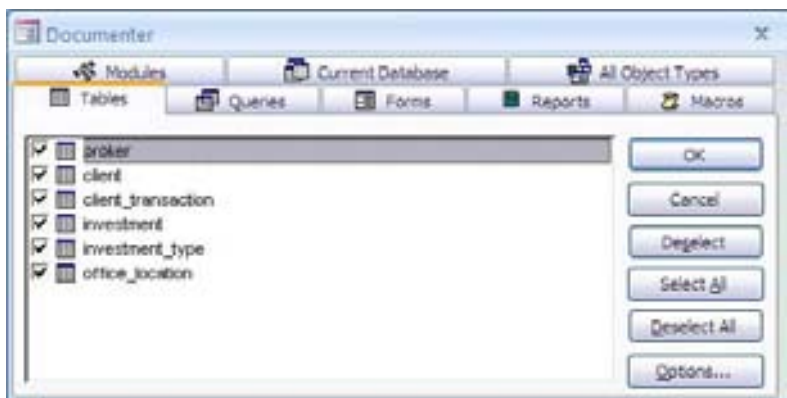 Documenter
Modules
Current Database
All Object Types
Tables
Queries
Forms
Reports
Macros
broker
client
client_transaction
investment
investment_type
office_location
OK
Cancel
Deselect
Select All
Deselect All
Options...